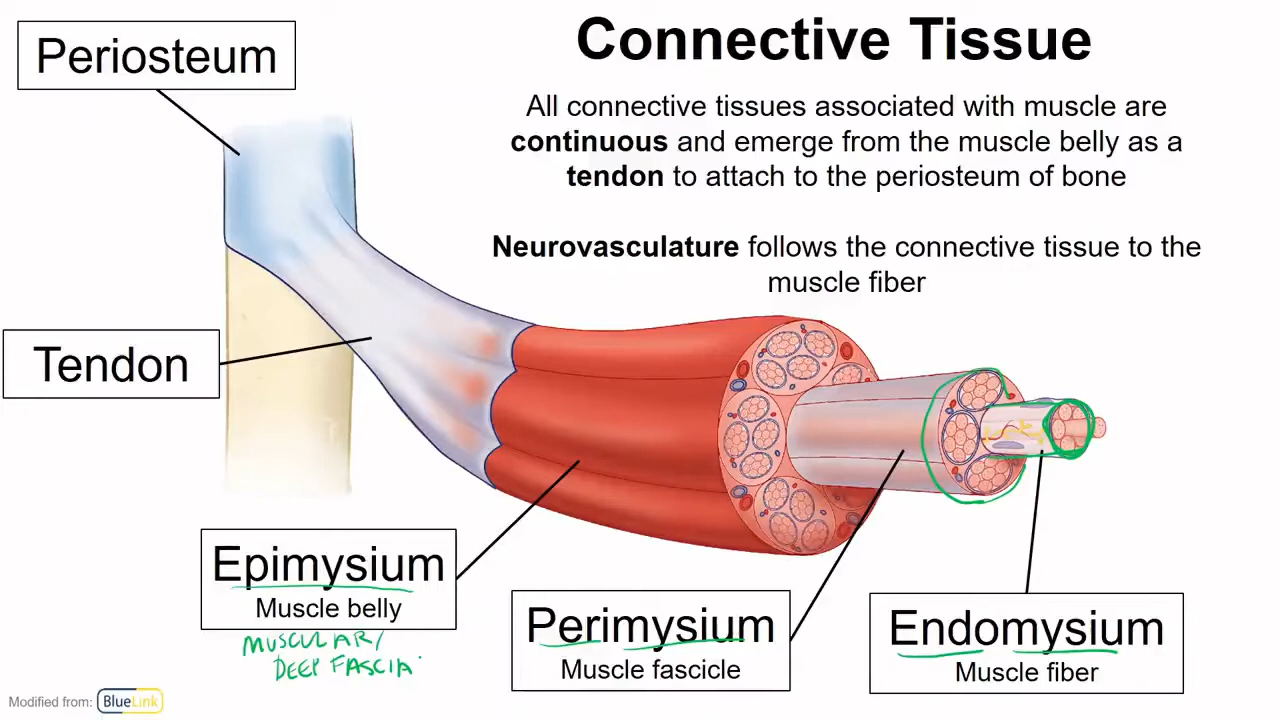 Periosteum
Connective Tissue
All connective tissues associated with muscle are
continuous and emerge from the muscle belly as a
tendon to attach to the periosteum of bone
Neurovasculature follows the connective tissue to the
muscle fiber
Tendon
Epimysium
Muscle belly
MUSCULAR/
DEEP FASCIA
Perimysium
Muscle fascicle
Endomysium
Muscle fiber
Modified from: BlueLink